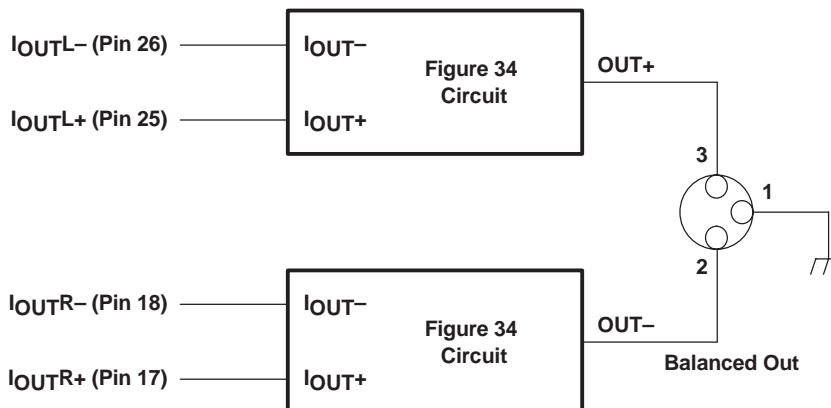 IOUTL– (Pin 26)
IOUT–
Figure 34
Circuit
OUT+
IOUTL+ (Pin 25)
IOUT+
3
1
2
IOUTR– (Pin 18)
IOUT–
Figure 34
Circuit
OUT–
Balanced Out
IOUTR+ (Pin 17)
IOUT+